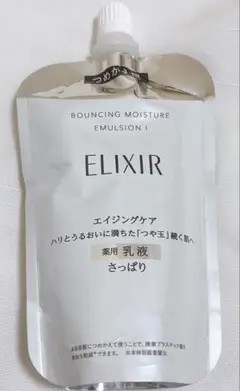 つめかえ
BOUNCING MOISTURE
EMULSION I
ELIXIR
エイジングケア
ハリとうるおいに満ちた「つや玉」続く肌へ
薬用 乳液
さっぱり